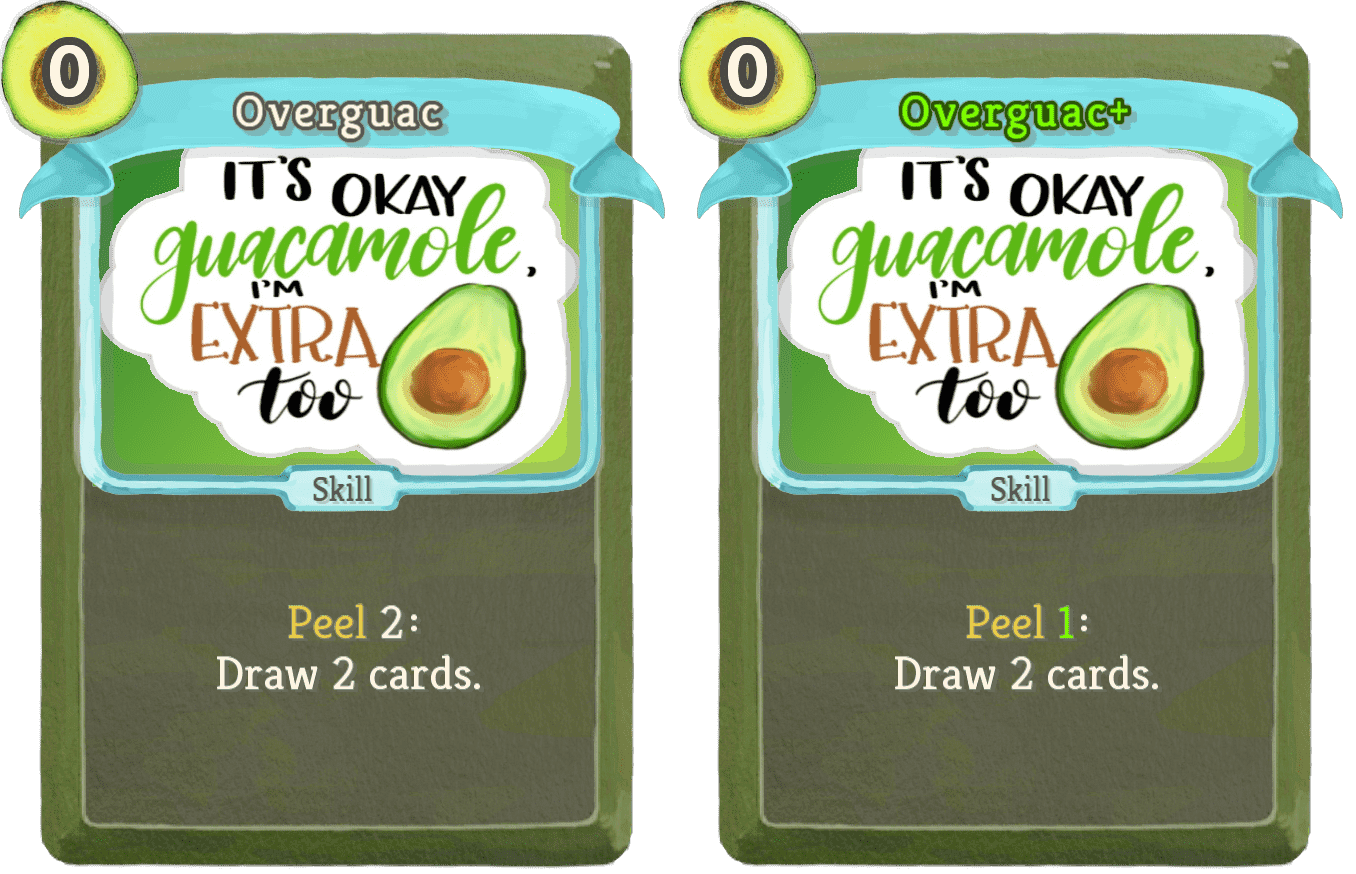 0
Overguac
IT'S OKAY
guacamole,
I'M
EXTRA
too
Skill
Peel 2:
Draw 2 cards.
0
Overguac+
IT'S OKAY
guacamole,
I'M
EXTRA
too
Skill
Peel 1:
Draw 2 cards.